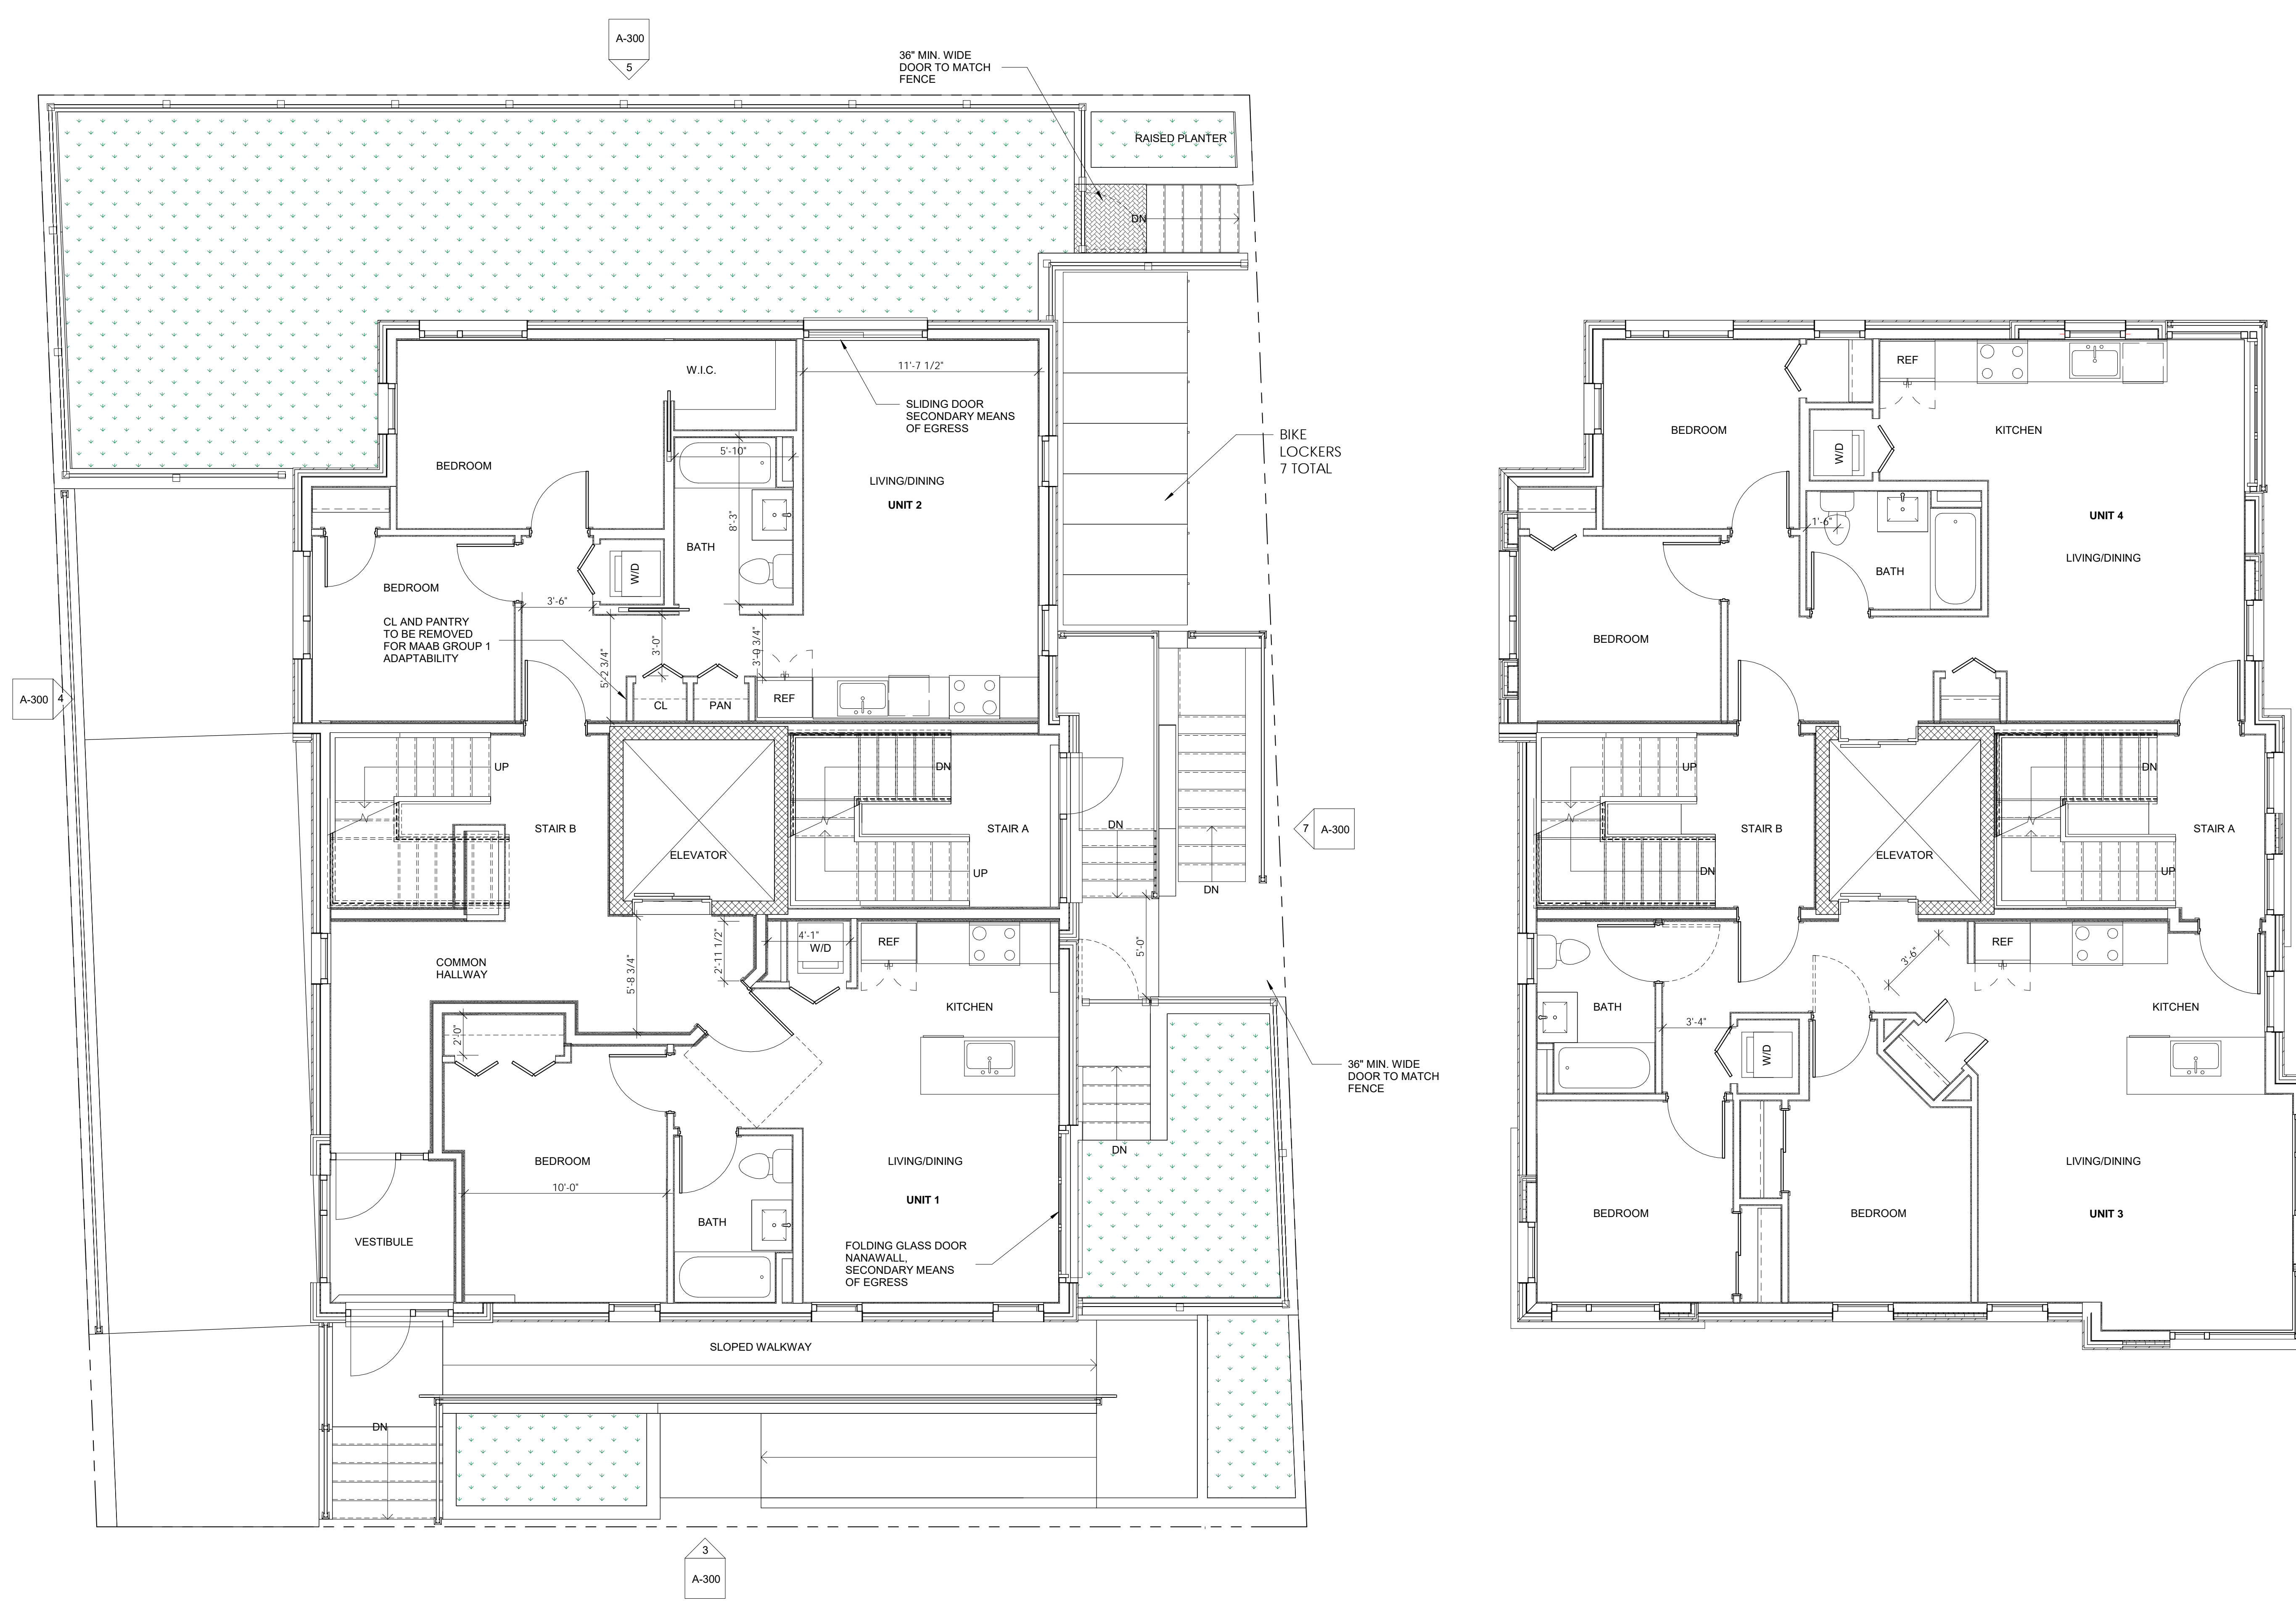 A-300
5
36" MIN. WIDE
DOOR TO MATCH
FENCE
RAISED PLANTER
DN
W.I.C.
11'-7 1/2"
SLIDING DOOR
SECONDARY MEANS
OF EGRESS
BEDROOM
5'-10"
LIVING/DINING
UNIT 2
8'-3"
BATH
W/D
BIKE
LOCKERS
7 TOTAL
BEDROOM
3'-6"
CL AND PANTRY
TO BE REMOVED
FOR MAAB GROUP 1
ADAPTABILITY
5'-2 3/4"
3'-0"
3'-0 3/4"
CL
PAN
REF
A-300
4
UP
STAIR B
ELEVATOR
DN
STAIR A
UP
DN
DN
7
A-300
COMMON
HALLWAY
5'-8 3/4"
2'-11 1/2"
4'-1"
W/D
REF
5'-0"
KITCHEN
2'-0"
36" MIN. WIDE
DOOR TO MATCH
FENCE
DN
BEDROOM
10'-0"
LIVING/DINING
UNIT 1
BATH
VESTIBULE
FOLDING GLASS DOOR
NANAWALL,
SECONDARY MEANS
OF EGRESS
SLOPED WALKWAY
DN
3
A-300
REF
BEDROOM
KITCHEN
W/D
UNIT 4
1'-6"
LIVING/DINING
BATH
BEDROOM
UP
DN
STAIR B
STAIR A
ELEVATOR
DN
UP
REF
3'-6"
BATH
KITCHEN
3'-4"
W/D
LIVING/DINING
BEDROOM
BEDROOM
UNIT 3